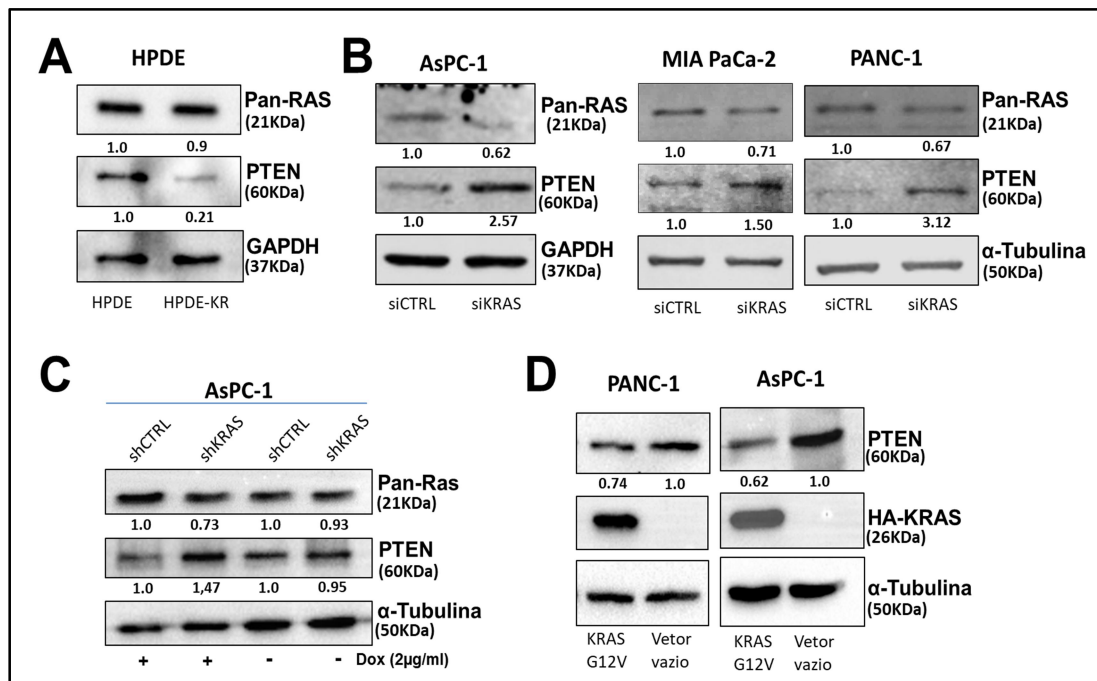 A
HPDE
Pan-RAS
(21KDa)
1.0 0.9
PTEN
(60KDa)
1.0 0.21
GAPDH
(37KDa)
HPDE HPDE-KR
B
AsPC-1 MIA PaCa-2 PANC-1
Pan-RAS
(21KDa)
1.0 0.62
PTEN
(60KDa)
1.0 2.57
GAPDH
(37KDa)
siCTRL siKRAS
Pan-RAS
(21KDa)
1.0 0.71 1.0 0.67
PTEN
(60KDa)
1.0 1.50 1.0 3.12
α-Tubulina
(50KDa)
siCTRL siKRAS siCTRL siKRAS
C
AsPC-1
shCTRL shKRAS shCTRL shKRAS
Pan-Ras
(21KDa)
1.0 0.73 1.0 0.93
PTEN
(60KDa)
1.0 1,47 1.0 0.95
α-Tubulina
(50KDa)
+ + - - Dox (2µg/ml)
D
PANC-1 AsPC-1
PTEN
(60KDa)
0.74 1.0 0.62 1.0
HA-KRAS
(26KDa)
α-Tubulina
(50KDa)
KRAS Vetor KRAS Vetor
G12V vazio G12V vazio